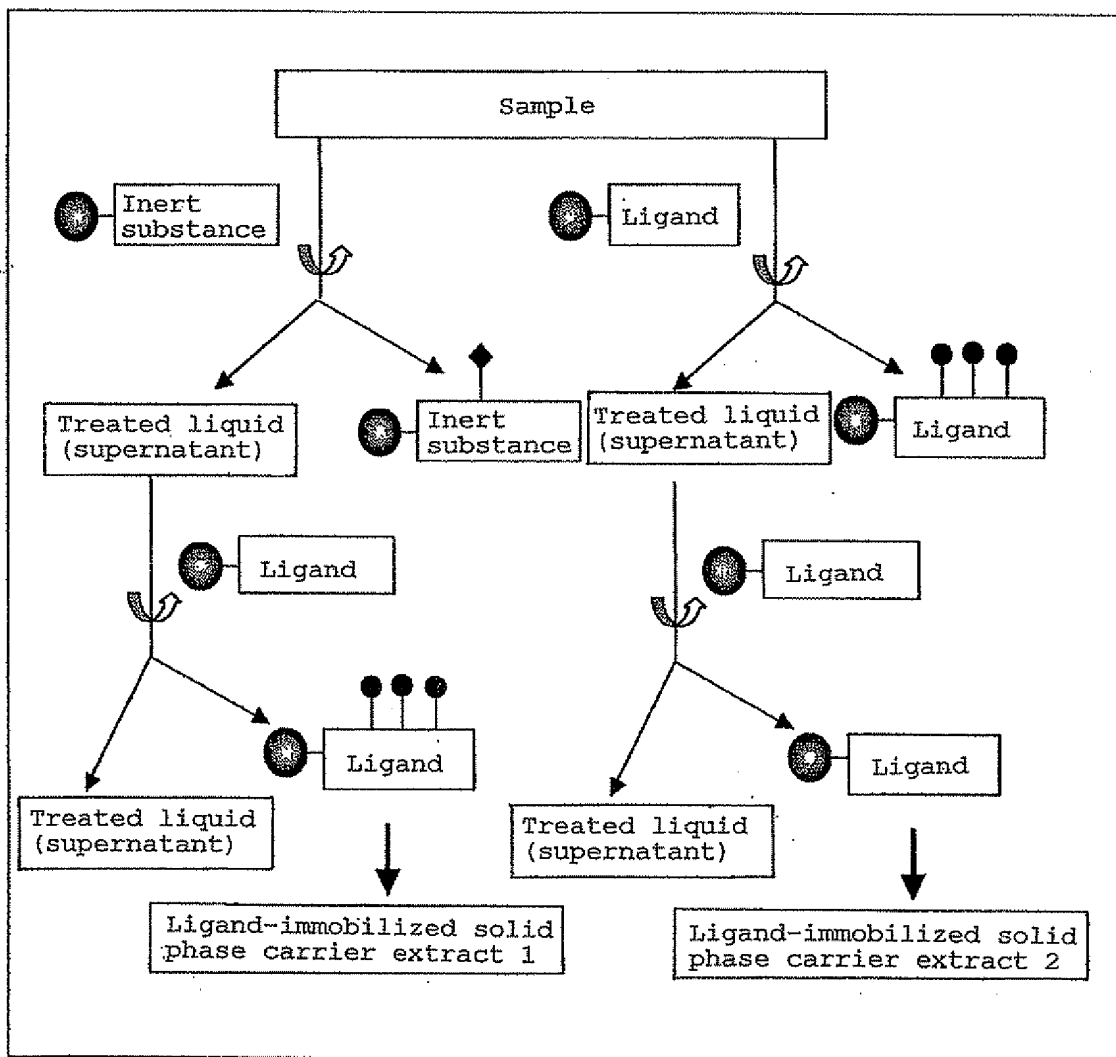 Sample
Inert
substance
Ligand
Treated liquid
(supernatant)
Inert
substance
Treated liquid
(supernatant)
Ligand
Ligand
Ligand
Ligand
Ligand
Treated liquid
(supernatant)
Treated liquid
(supernatant)
Ligand-immobilized solid
phase carrier extract 1
Ligand-immobilized solid
phase carrier extract 2